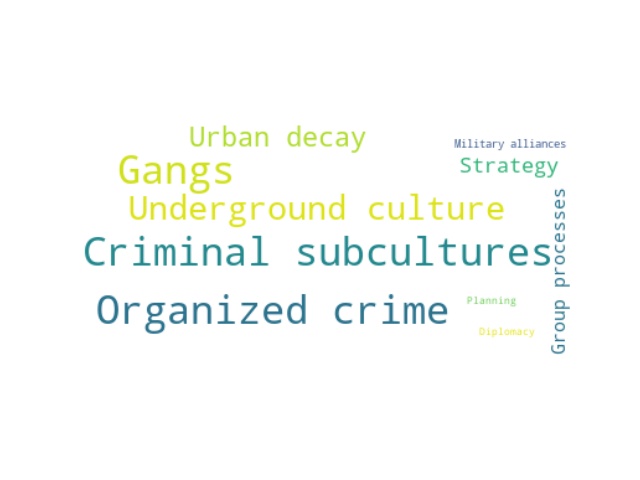 Urban decay
Military alliances
Gangs
Strategy
Underground culture
Criminal subcultures
Group processes
Organized crime
Planning
Diplomacy